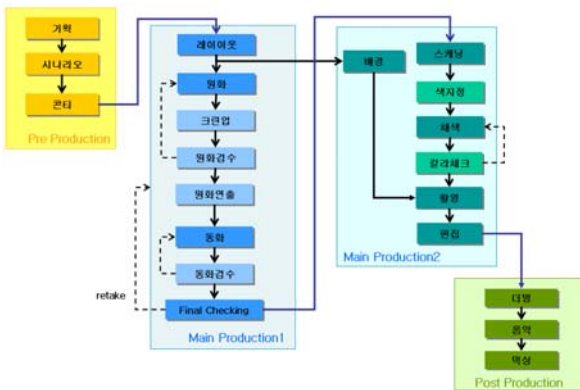 기획
시나리오
콘티
Pre Production
레이아웃
원화
크린업
원화검수
원화연출
동화
동화검수
Final Checking
retake
Main Production1
배경
스캐닝
색지정
채색
칼라체크
촬영
편집
Main Production2
더빙
음악
믹싱
Post Production